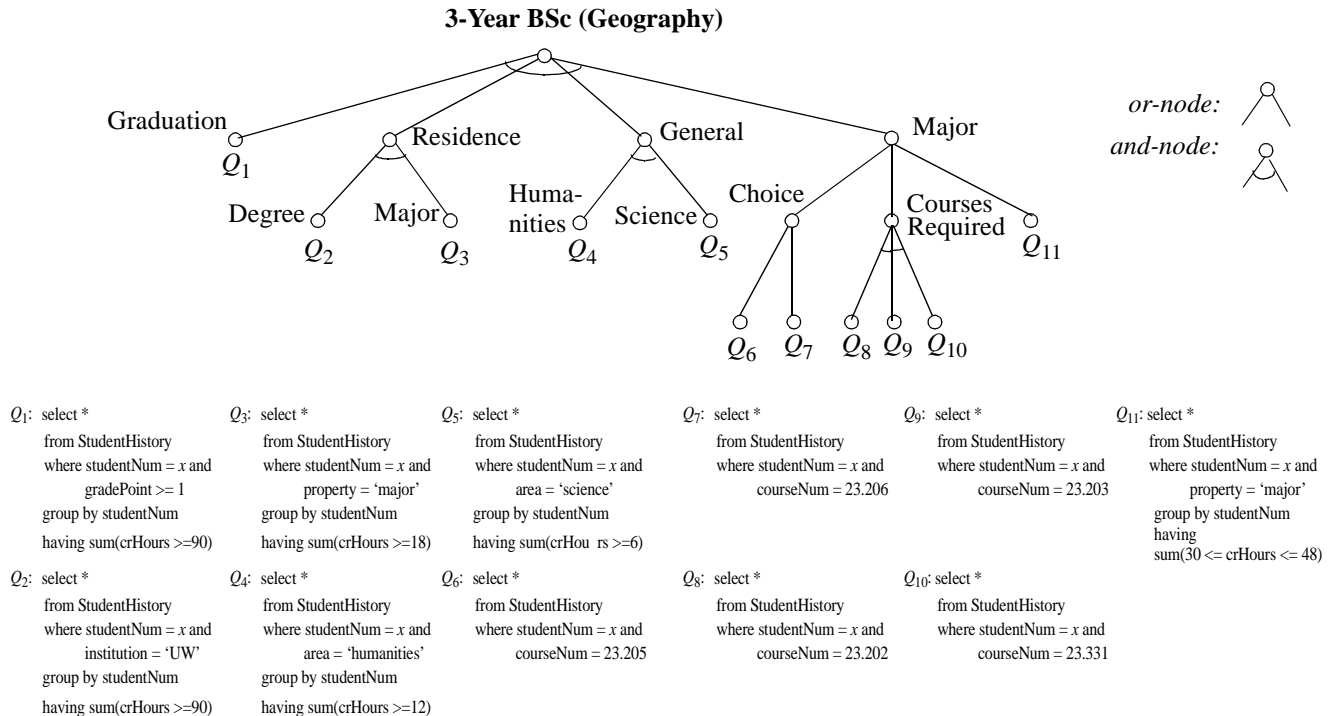 3-Year BSc (Geography)
or-node:
and-node:
Graduation
Q1
Residence
General
Major
Degree
Q2
Major
Q3
Huma-
nities
Q4
Science
Q5
Choice
Courses
Required
Q11
Q6
Q7
Q8
Q9
Q10
Q1: select *
from StudentHistory
where studentNum = x and
gradePoint >= 1
group by studentNum
having sum(crHours >=90)
Q3: select *
from StudentHistory
where studentNum = x and
property = ‘major’
group by studentNum
having sum(crHours >=18)
Q5: select *
from StudentHistory
where studentNum = x and
area = ‘science’
group by studentNum
having sum(crHou rs >=6)
Q7: select *
from StudentHistory
where studentNum = x and
courseNum = 23.206
Q9: select *
from StudentHistory
where studentNum = x and
courseNum = 23.203
Q11: select *
from StudentHistory
where studentNum = x and
property = ‘major’
group by studentNum
having
sum(30 <= crHours <= 48)
Q2: select *
from StudentHistory
where studentNum = x and
institution = ‘UW’
group by studentNum
having sum(crHours >=90)
Q4: select *
from StudentHistory
where studentNum = x and
area = ‘humanities’
group by studentNum
having sum(crHours >=12)
Q6: select *
from StudentHistory
where studentNum = x and
courseNum = 23.205
Q8: select *
from StudentHistory
where studentNum = x and
courseNum = 23.202
Q10: select *
from StudentHistory
where studentNum = x and
courseNum = 23.331